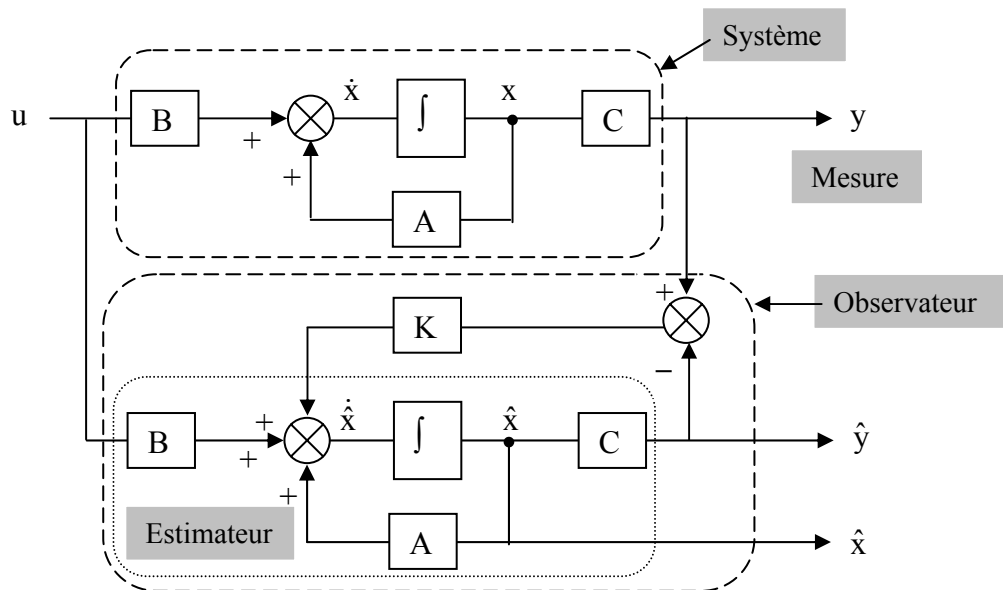 Système
u
B
+
+
ẋ
∫
x
C
y
A
Mesure
Observateur
K
+
−
B
+
+
+
x̂̇
∫
x̂
C
ŷ
Estimateur
A
x̂